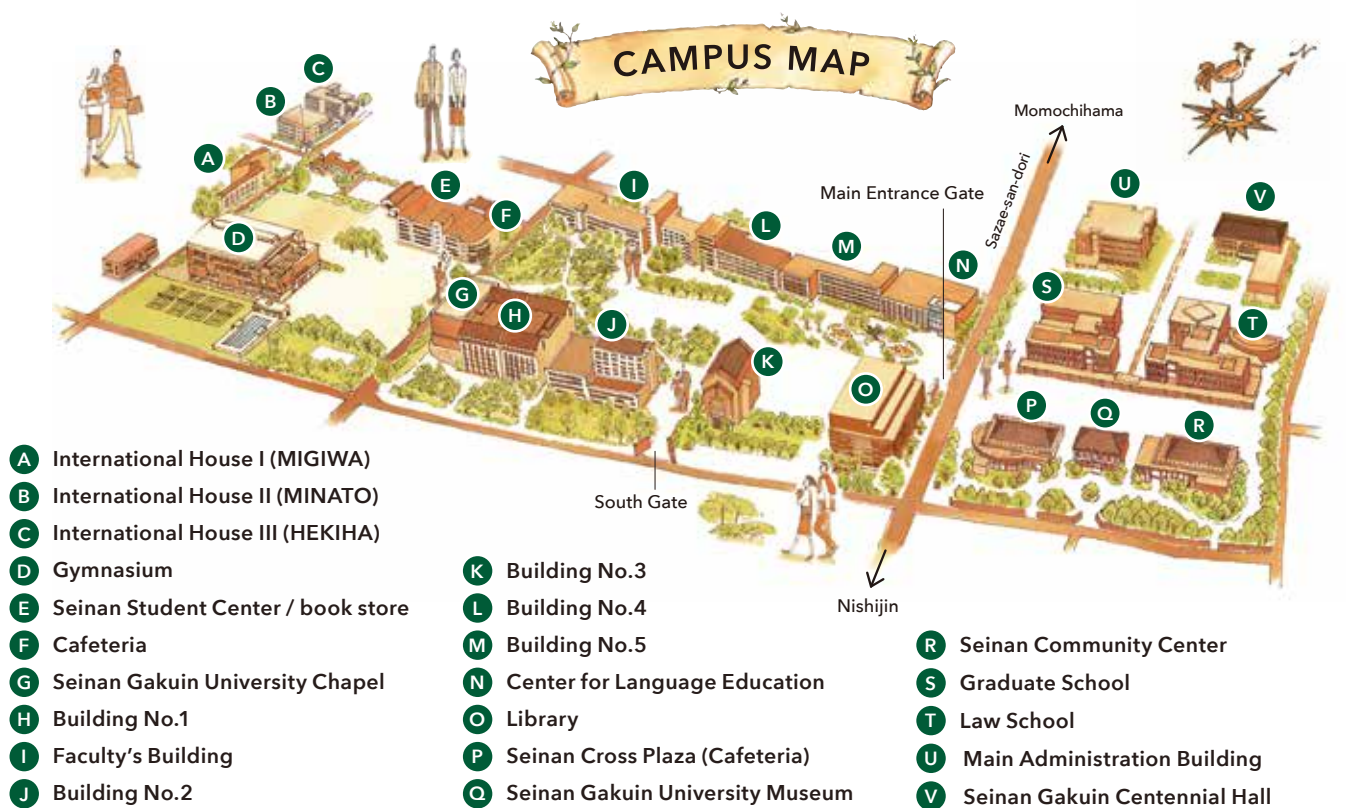 CAMPUS MAP
N
Momochihama
Sazae-san-dori
Main Entrance Gate
South Gate
Nishijin
A
B
C
D
E
F
G
H
I
J
K
L
M
N
O
P
Q
R
S
T
U
V
A International House I (MIGIWA)
B International House II (MINATO)
C International House III (HEKIHA)
D Gymnasium
E Seinan Student Center / book store
F Cafeteria
G Seinan Gakuin University Chapel
H Building No.1
I Faculty's Building
J Building No.2
K Building No.3
L Building No.4
M Building No.5
N Center for Language Education
O Library
P Seinan Cross Plaza (Cafeteria)
Q Seinan Gakuin University Museum
R Seinan Community Center
S Graduate School
T Law School
U Main Administration Building
V Seinan Gakuin Centennial Hall